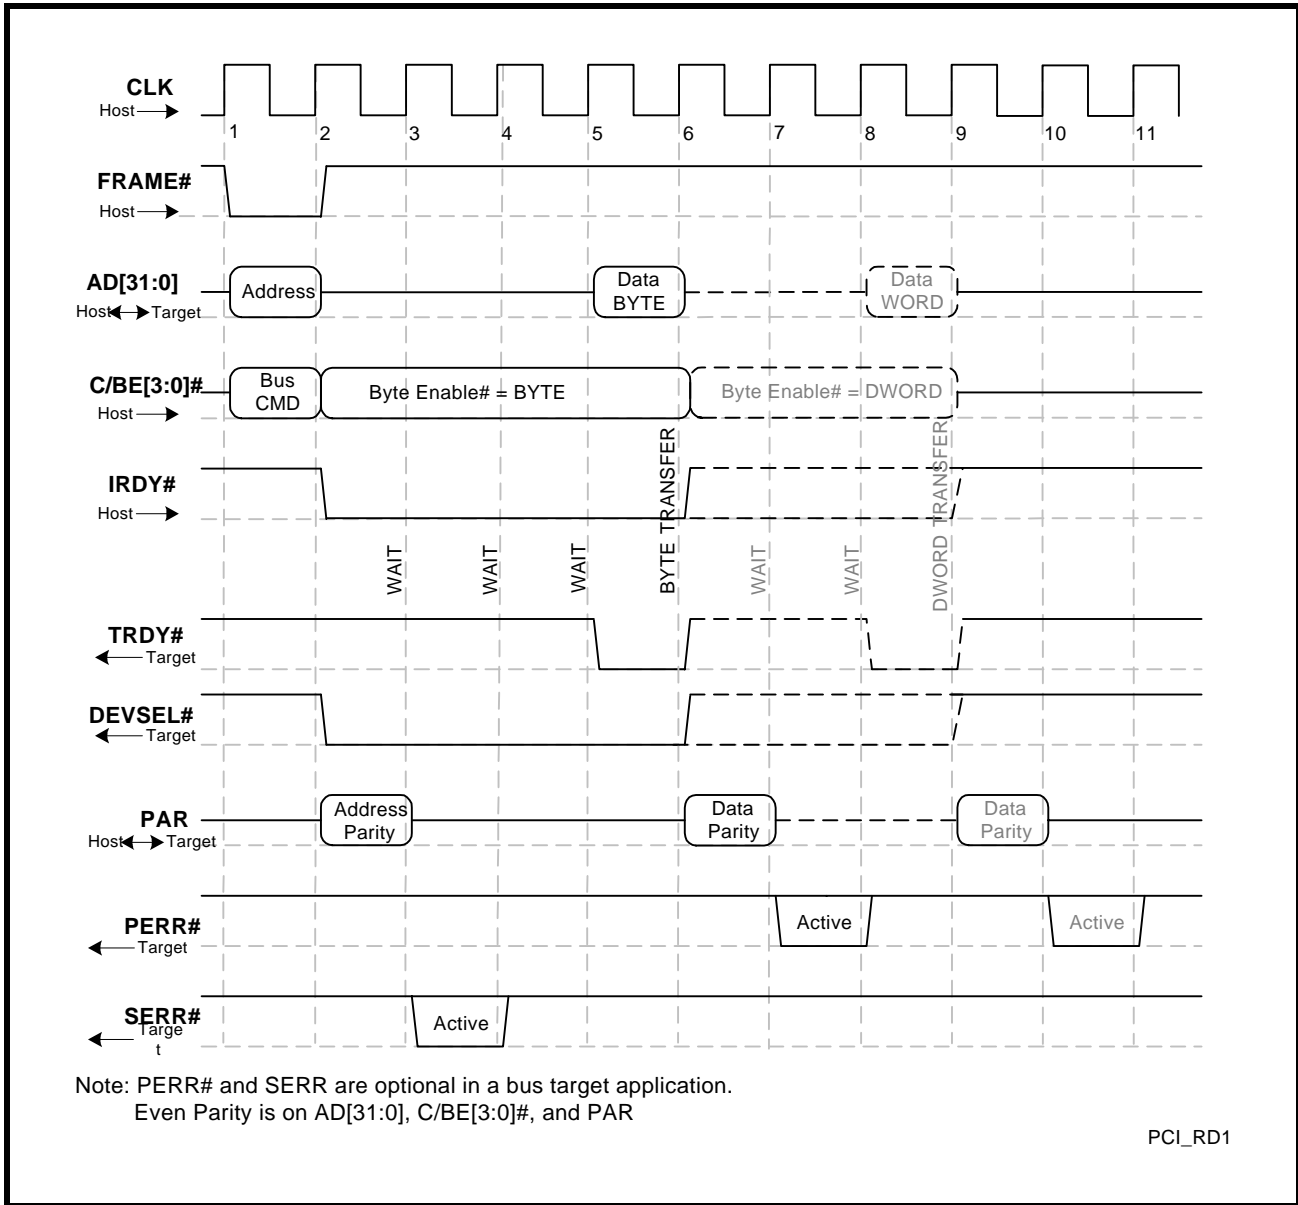 CLK
Host
1 2 3 4 5 6 7 8 9 10 11
FRAME#
Host
AD[31:0]
Host Target
Address
Data
BYTE
Data
WORD
C/BE[3:0]#
Host
Bus
CMD
Byte Enable# = BYTE
Byte Enable# = DWORD
IRDY#
Host
WAIT
WAIT
WAIT
BYTE TRANSFER
WAIT
WAIT
DWORD TRANSFER
TRDY#
Target
DEVSEL#
Target
PAR
Host Target
Address
Parity
Data
Parity
Data
Parity
PERR#
Target
Active
Active
SERR#
Targe
t
Active
Note: PERR# and SERR are optional in a bus target application.
Even Parity is on AD[31:0], C/BE[3:0]#, and PAR
PCI_RD1